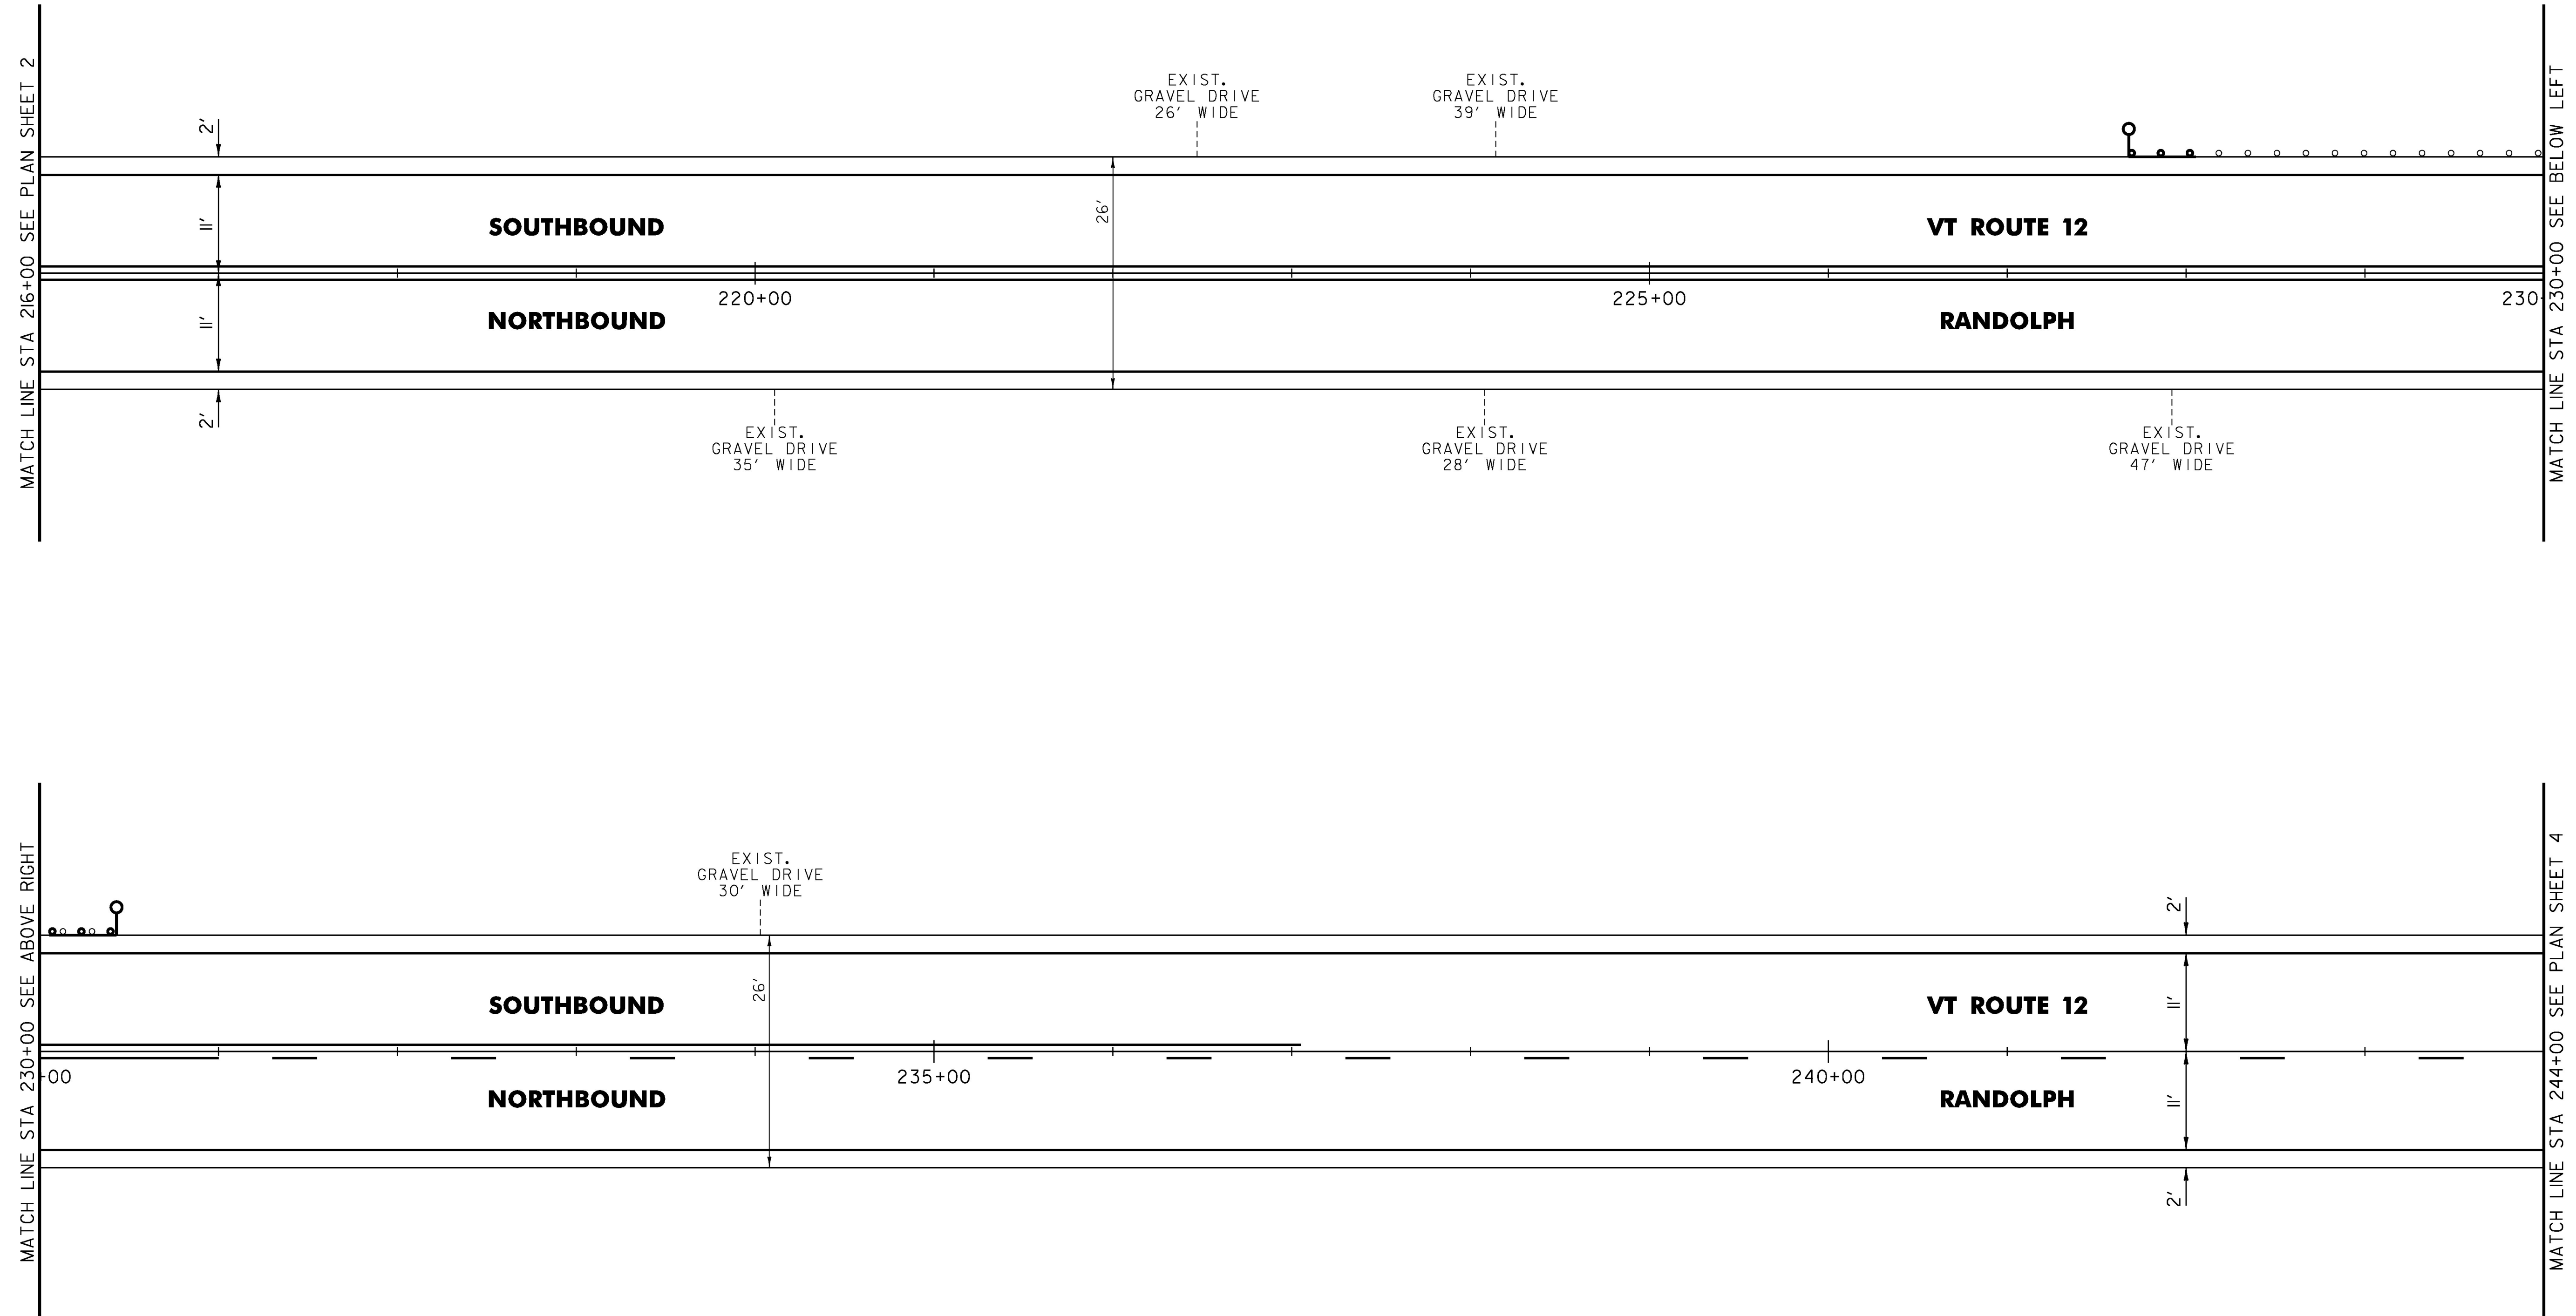 MATCH LINE STA 216+00 SEE PLAN SHEET 2
EXIST.
GRAVEL DRIVE
26' WIDE
EXIST.
GRAVEL DRIVE
39' WIDE
2'
11'
SOUTHBOUND
26'
VT ROUTE 12
220+00
225+00
230+
11'
NORTHBOUND
RANDOLPH
2'
EXIST.
GRAVEL DRIVE
35' WIDE
EXIST.
GRAVEL DRIVE
28' WIDE
EXIST.
GRAVEL DRIVE
47' WIDE
MATCH LINE STA 230+00 SEE BELOW LEFT
MATCH LINE STA 230+00 SEE ABOVE RIGHT
EXIST.
GRAVEL DRIVE
30' WIDE
2'
SOUTHBOUND
26'
VT ROUTE 12
11'
+00
235+00
240+00
NORTHBOUND
RANDOLPH
11'
2'
MATCH LINE STA 244+00 SEE PLAN SHEET 4